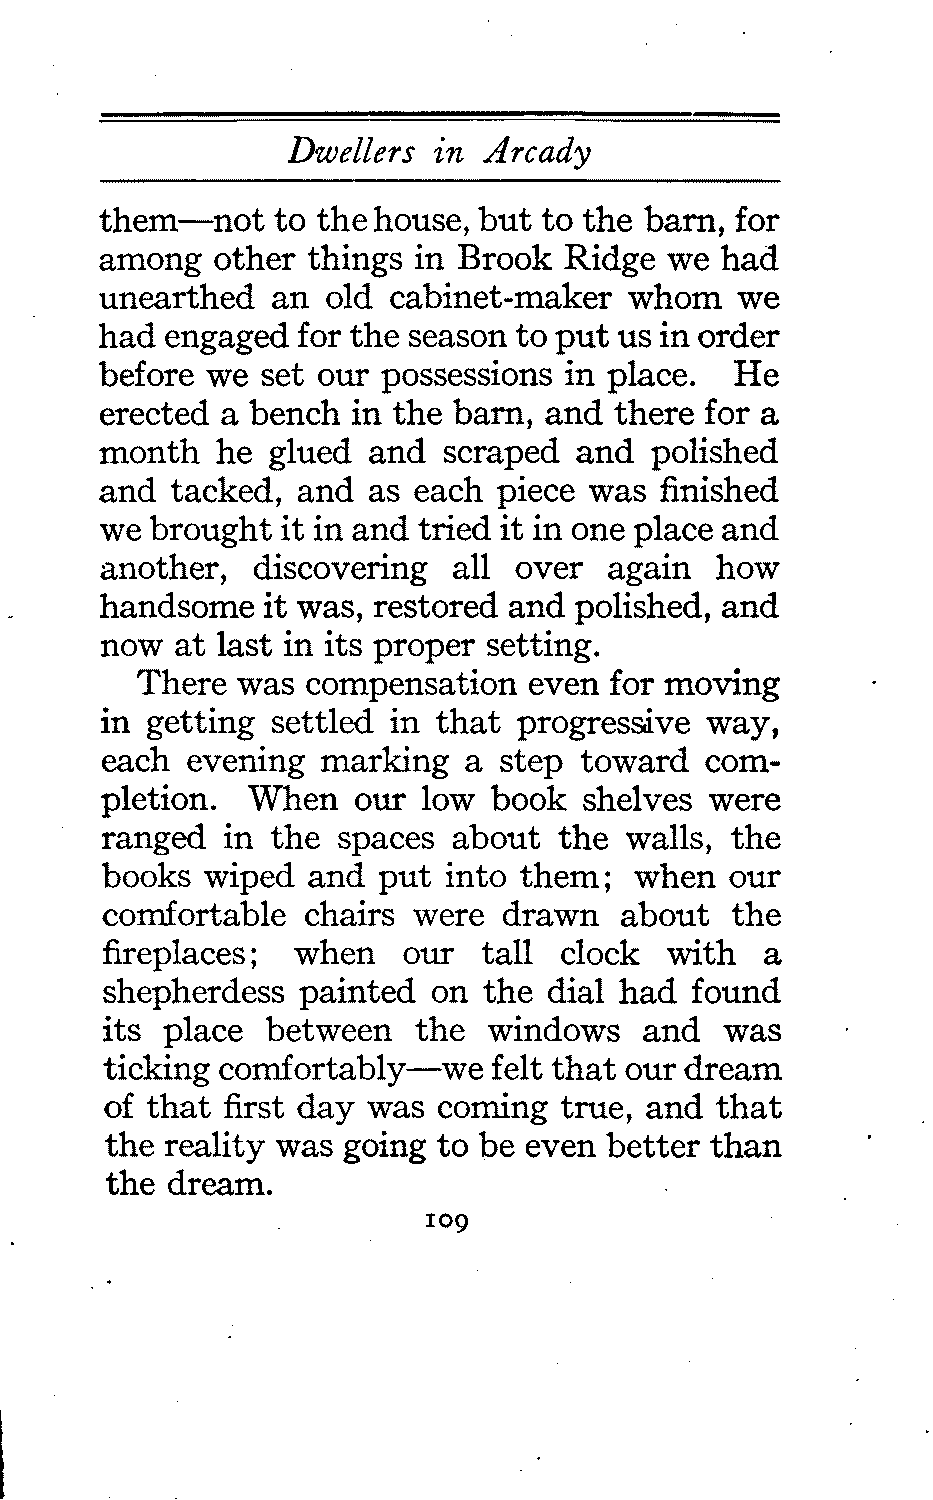 Dwellers in Arcady
them—not to the house, but to the barn, for
among other things in Brook Ridge we had
unearthed an old cabinet-maker whom we
had engaged for the season to put us in order
before we set our possessions in place. He
erected a bench in the barn, and there for a
month he glued and scraped and polished
and tacked, and as each piece was finished
we brought it in and tried it in one place and
another, discovering all over again how
handsome it was, restored and polished, and
now at last in its proper setting.
There was compensation even for moving
in getting settled in that progressive way,
each evening marking a step toward com-
pletion. When our low book shelves were
ranged in the spaces about the walls, the
books wiped and put into them; when our
comfortable chairs were drawn about the
fireplaces; when our tall clock with a
shepherdess painted on the dial had found
its place between the windows and was
ticking comfortably—we felt that our dream
of that first day was coming true, and that
the reality was going to be even better than
the dream.
109